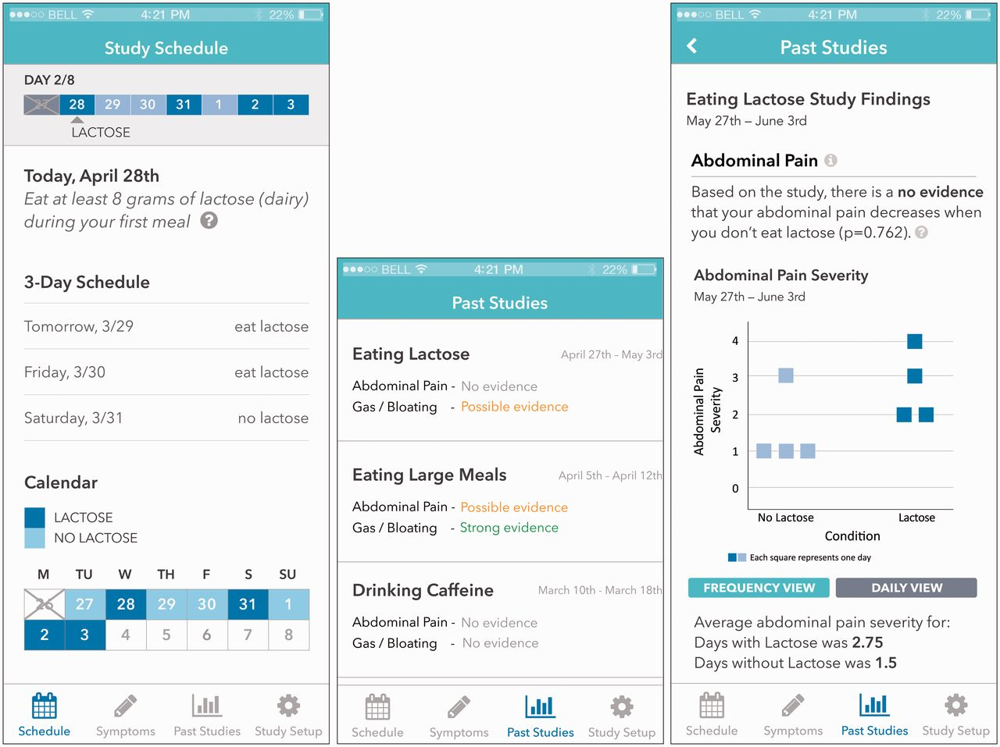 BELL 4:21 PM 22%
Study Schedule
DAY 2/8
27 28 29 30 31 1 2 3
LACTOSE
Today, April 28th
Eat at least 8 grams of lactose (dairy)
during your first meal ?
3-Day Schedule
Tomorrow, 3/29 eat lactose
Friday, 3/30 eat lactose
Saturday, 3/31 no lactose
Calendar
LACTOSE
NO LACTOSE
M TU W TH F S SU
26 27 28 29 30 31 1
2 3 4 5 6 7 8
Schedule Symptoms Past Studies Study Setup
BELL 4:21 PM 22%
Past Studies
Eating Lactose April 27th – May 3rd
Abdominal Pain - No evidence
Gas / Bloating - Possible evidence
Eating Large Meals April 5th – April 12th
Abdominal Pain - Possible evidence
Gas / Bloating - Strong evidence
Drinking Caffeine March 10th - March 18th
Abdominal Pain - No evidence
Gas / Bloating - No evidence
Schedule Symptoms Past Studies Study Setup
BELL 4:21 PM 22%
Past Studies
Eating Lactose Study Findings
May 27th – June 3rd
Abdominal Pain i
Based on the study, there is a no evidence
that your abdominal pain decreases when
you don't eat lactose (p=0.762). ?
Abdominal Pain Severity
May 27th – June 3rd
Abdominal Pain
Severity
4
3
2
1
0
No Lactose Lactose
Condition
Each square represents one day
FREQUENCY VIEW DAILY VIEW
Average abdominal pain severity for:
Days with Lactose was 2.75
Days without Lactose was 1.5
Schedule Symptoms Past Studies Study Setup